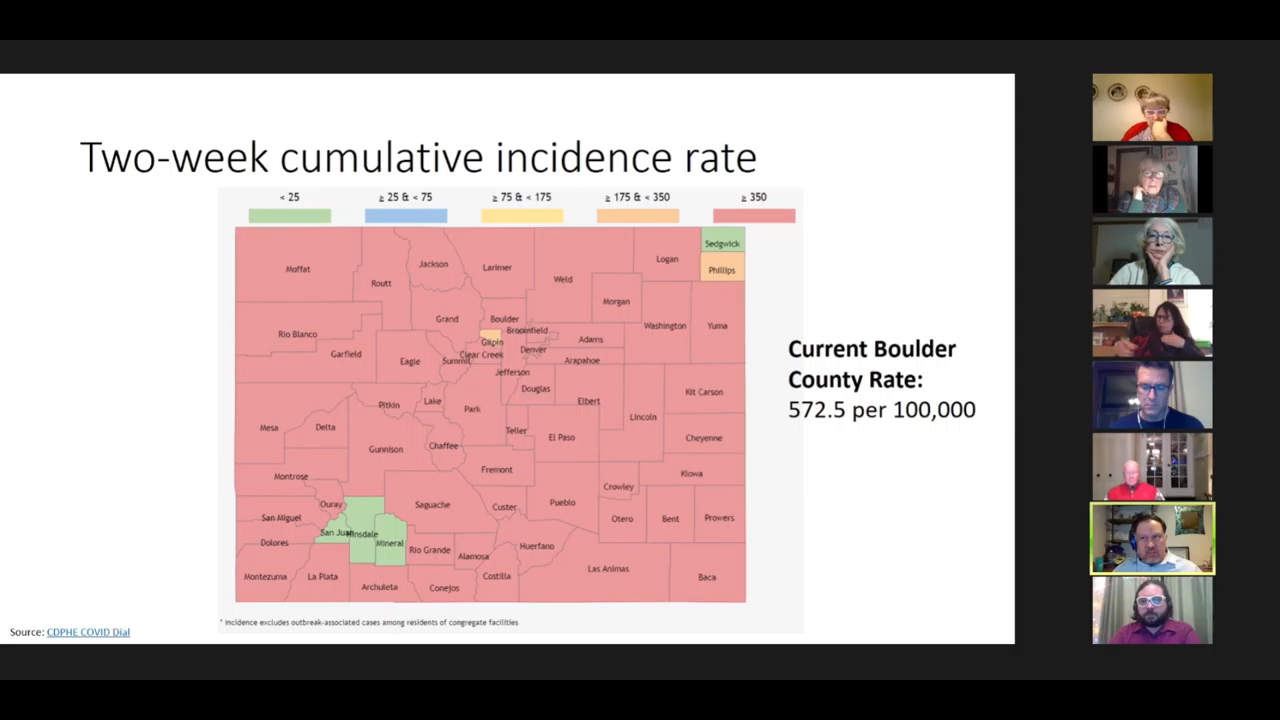 Two-week cumulative incidence rate
< 25
≥ 25 & < 75
≥ 75 & < 175
≥ 175 & < 350
≥ 350
Sedgwick
Phillips
Logan
Moffat
Jackson
Larimer
Routt
Weld
Morgan
Grand
Boulder
Washington
Yuma
Rio Blanco
Broomfield
Gilpin
Adams
Denver
Garfield
Eagle
Summit
Clear Creek
Arapahoe
Jefferson
Douglas
Elbert
Kit Carson
Pitkin
Lake
Park
Lincoln
Mesa
Delta
Gunnison
Chaffee
Teller
El Paso
Cheyenne
Montrose
Fremont
Kiowa
Crowley
Ouray
Saguache
Custer
Pueblo
San Miguel
Otero
Bent
Prowers
San Juan
Hinsdale
Mineral
Dolores
Rio Grande
Alamosa
Huerfano
Montezuma
La Plata
Archuleta
Conejos
Costilla
Las Animas
Baca
Current Boulder
County Rate:
572.5 per 100,000
* Incidence excludes outbreak-associated cases among residents of congregate facilities
Source: CDPHE COVID Dial